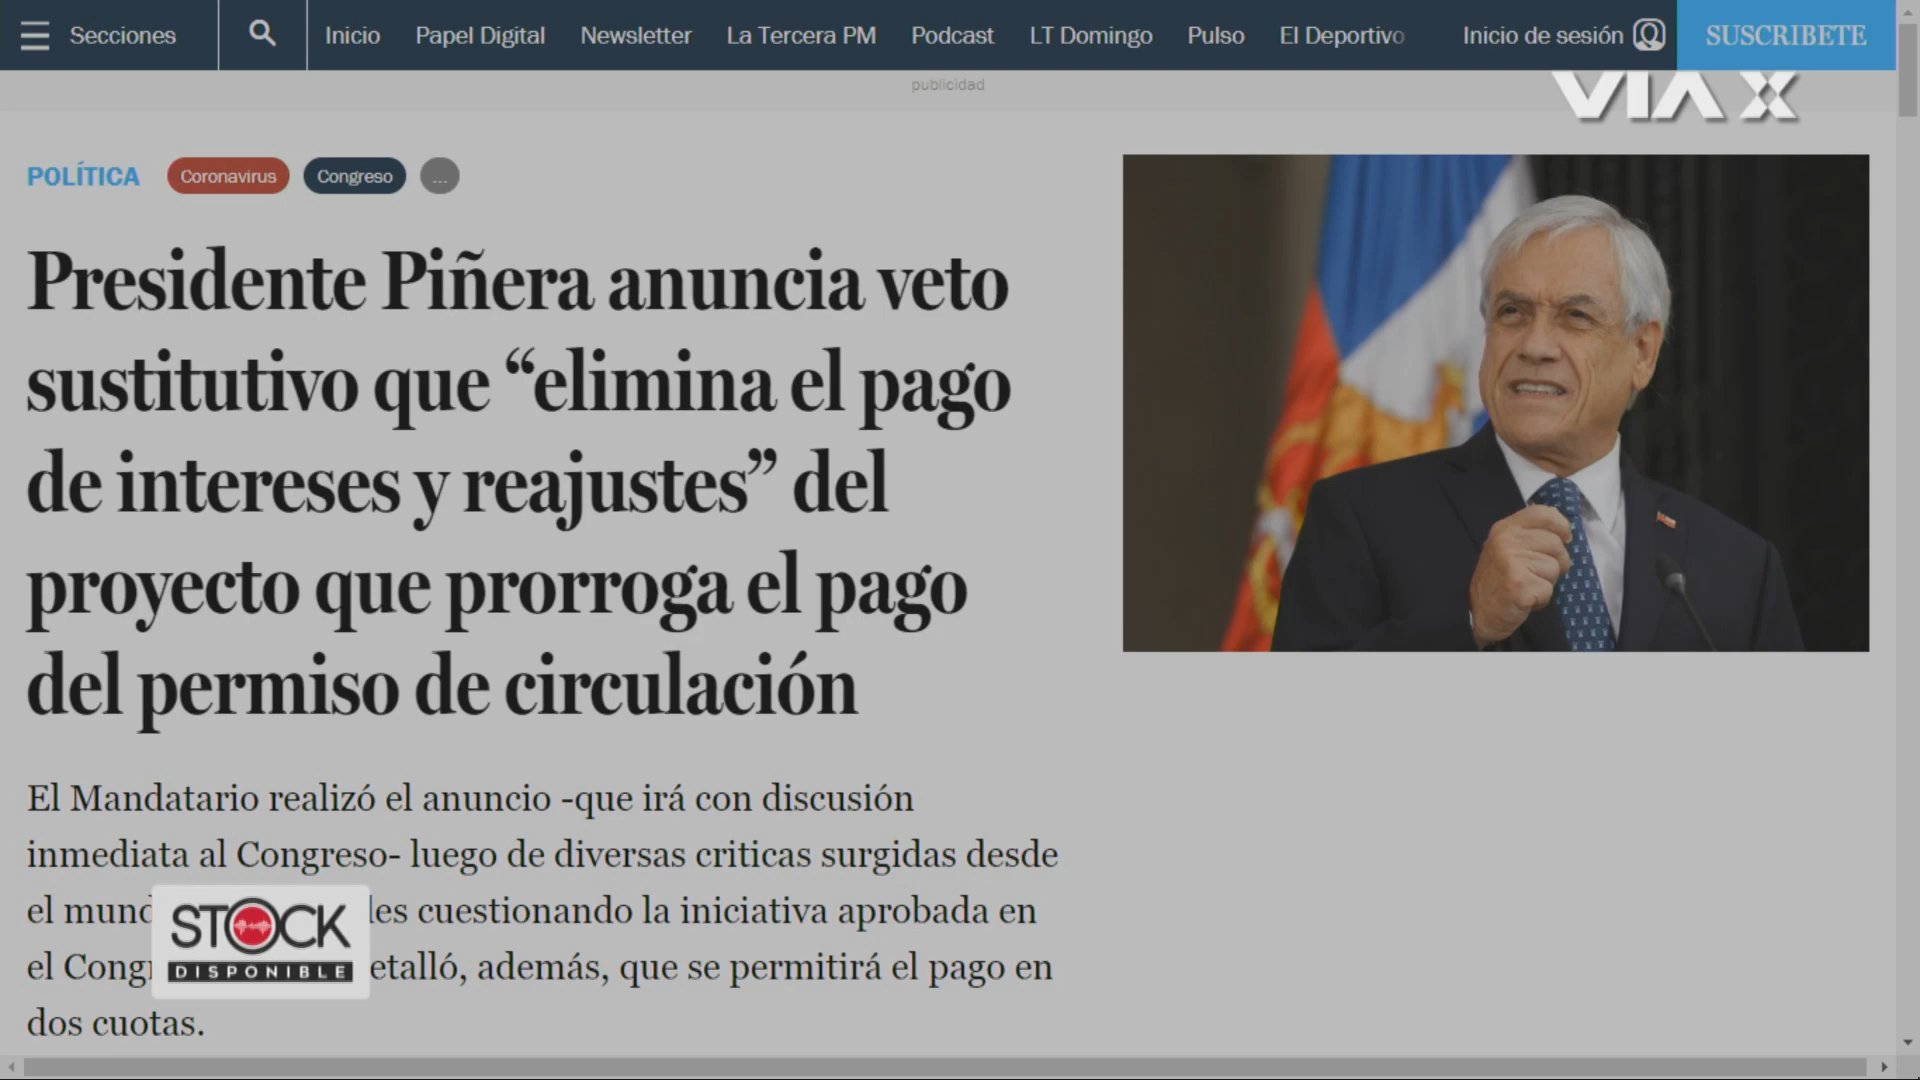 Secciones Inicio Papel Digital Newsletter La Tercera PM Podcast LT Domingo Pulso El Deportivo Inicio de sesión SUSCRIBETE
publicidad
VIA X
POLÍTICA Coronavirus Congreso ...
Presidente Piñera anuncia veto
sustitutivo que “elimina el pago
de intereses y reajustes” del
proyecto que prorroga el pago
del permiso de circulación
El Mandatario realizó el anuncio -que irá con discusión
inmediata al Congreso- luego de diversas criticas surgidas desde
el les cuestionando la iniciativa aprobada en
el etalló, además, que se permitirá el pago en
dos cuotas.
STOCK
DISPONIBLE